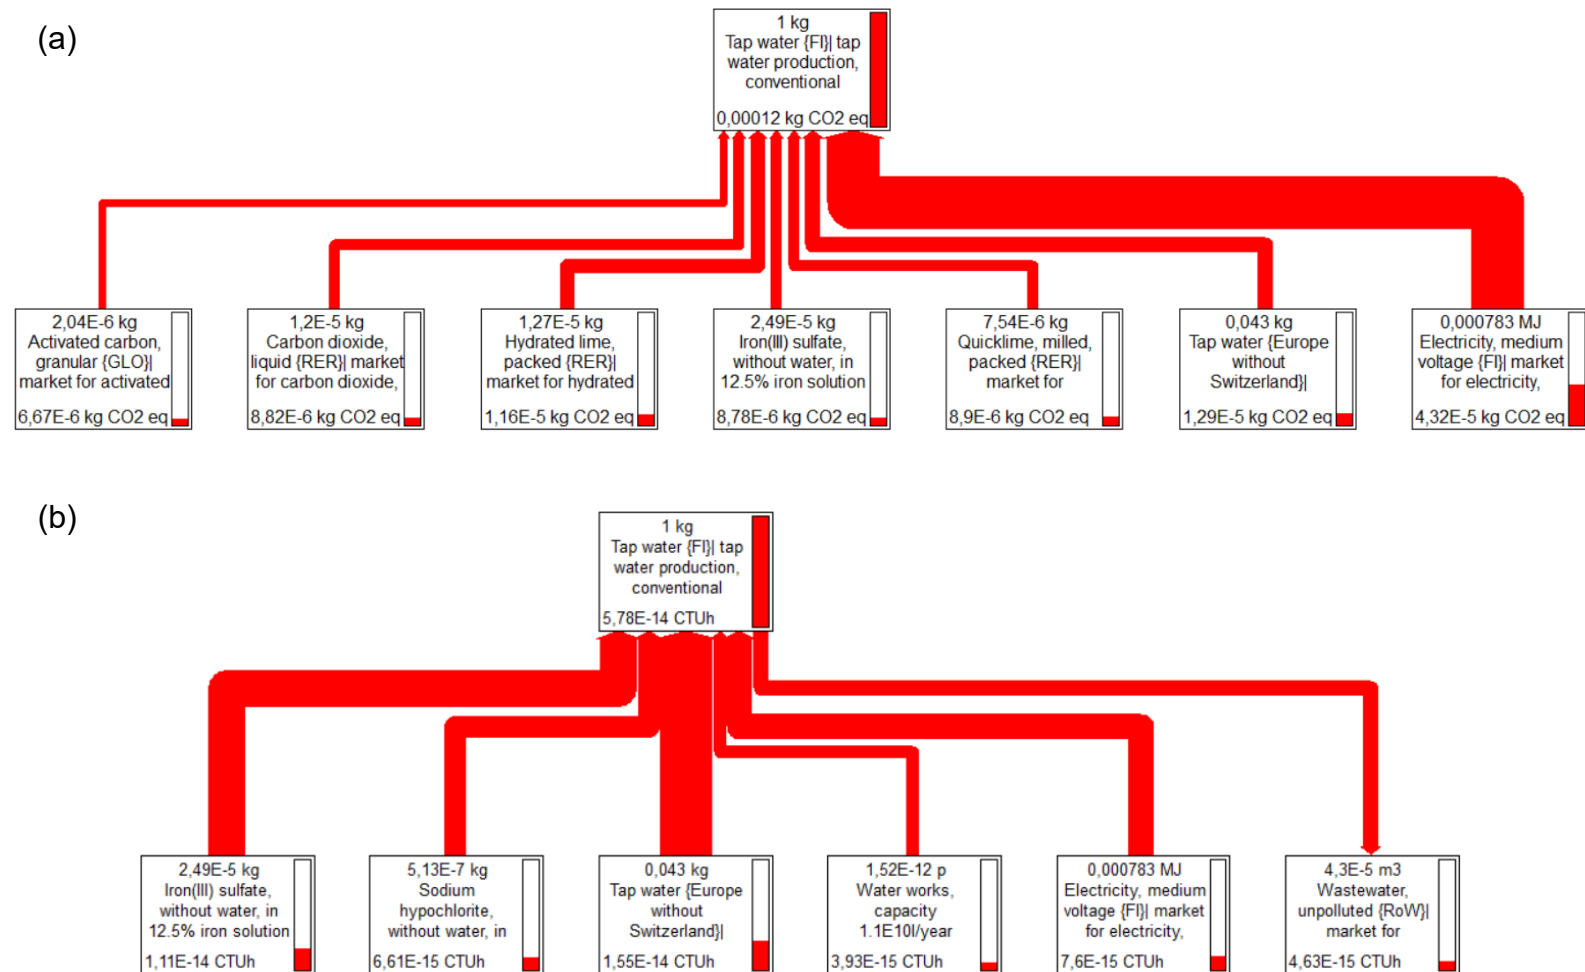 (a)
1 kg
Tap water {FI}| tap
water production,
conventional
0,00012 kg CO2 eq
2,04E-6 kg
Activated carbon,
granular {GLO}|
market for activated
6,67E-6 kg CO2 eq
1,2E-5 kg
Carbon dioxide,
liquid {RER}| market
for carbon dioxide,
8,82E-6 kg CO2 eq
1,27E-5 kg
Hydrated lime,
packed {RER}|
market for hydrated
1,16E-5 kg CO2 eq
2,49E-5 kg
Iron(III) sulfate,
without water, in
12.5% iron solution
8,78E-6 kg CO2 eq
7,54E-6 kg
Quicklime, milled,
packed {RER}|
market for
8,9E-6 kg CO2 eq
0,043 kg
Tap water {Europe
without
Switzerland}|
1,29E-5 kg CO2 eq
0,000783 MJ
Electricity, medium
voltage {FI}| market
for electricity,
4,32E-5 kg CO2 eq
(b)
1 kg
Tap water {FI}| tap
water production,
conventional
5,78E-14 CTUh
2,49E-5 kg
Iron(III) sulfate,
without water, in
12.5% iron solution
1,11E-14 CTUh
5,13E-7 kg
Sodium
hypochlorite,
without water, in
6,61E-15 CTUh
0,043 kg
Tap water {Europe
without
Switzerland}|
1,55E-14 CTUh
1,52E-12 p
Water works,
capacity
1.1E10l/year
3,93E-15 CTUh
0,000783 MJ
Electricity, medium
voltage {FI}| market
for electricity,
7,6E-15 CTUh
4,3E-5 m3
Wastewater,
unpolluted {RoW}|
market for
4,63E-15 CTUh